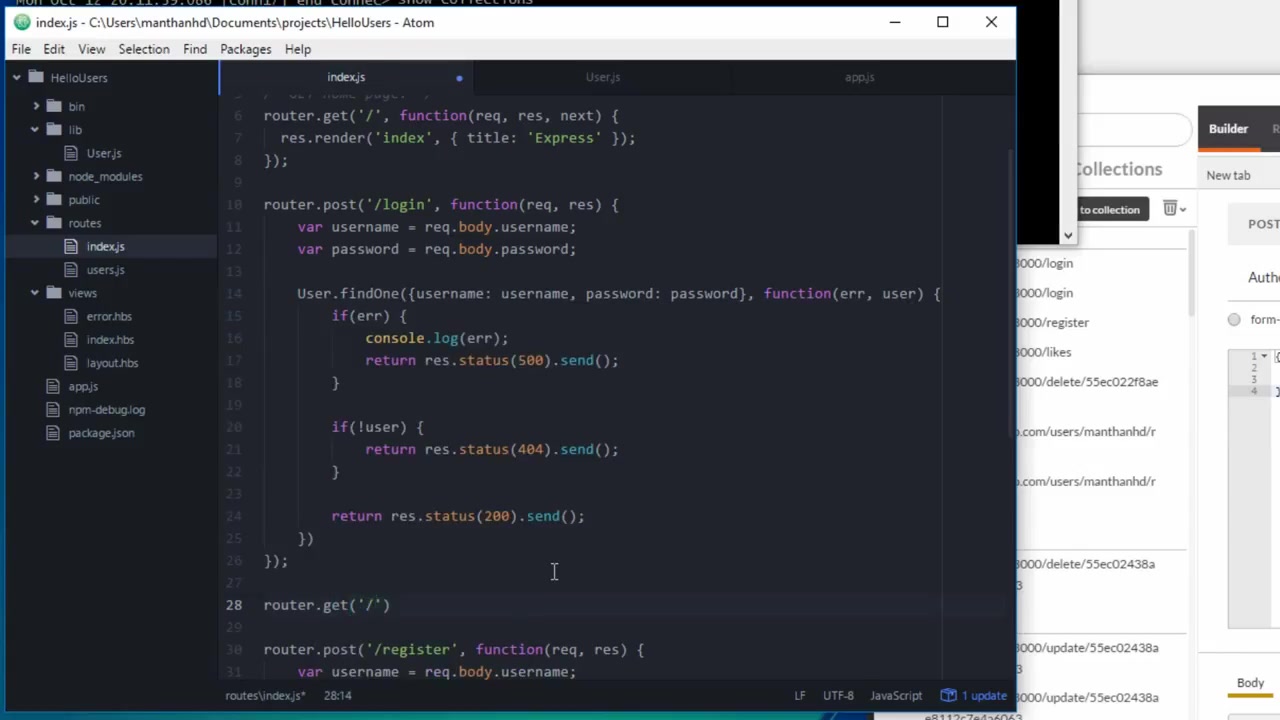 index.js - C:\Users\manthanhd\Documents\projects\HelloUsers - Atom
File Edit View Selection Find Packages Help
HelloUsers
bin
lib
User.js
node_modules
public
routes
index.js
users.js
views
error.hbs
index.hbs
layout.hbs
app.js
npm-debug.log
package.json
index.js User.js app.js
6 router.get('/', function(req, res, next) {
7 res.render('index', { title: 'Express' });
8 });
9
10 router.post('/login', function(req, res) {
11 var username = req.body.username;
12 var password = req.body.password;
13
14 User.findOne({username: username, password: password}, function(err, user) {
15 if(err) {
16 console.log(err);
17 return res.status(500).send();
18 }
19
20 if(!user) {
21 return res.status(404).send();
22 }
23
24 return res.status(200).send();
25 })
26 });
27
28 router.get('/')
29
30 router.post('/register', function(req, res) {
31 var username = req.body.username;
routes\index.js* 28:14 LF UTF-8 JavaScript 1 update
Builder
Collections
New tab
to collection
POST
3000/login
3000/login
3000/register
3000/likes
3000/delete/55ec022f8ae
o.com/users/manthanhd/r
o.com/users/manthanhd/r
3000/delete/55ec02438a
3
3000/update/55ec02438a
3
3000/update/55ec02438a
e8112c7e4a6063
form-
1 {
2
3
4 }
Body